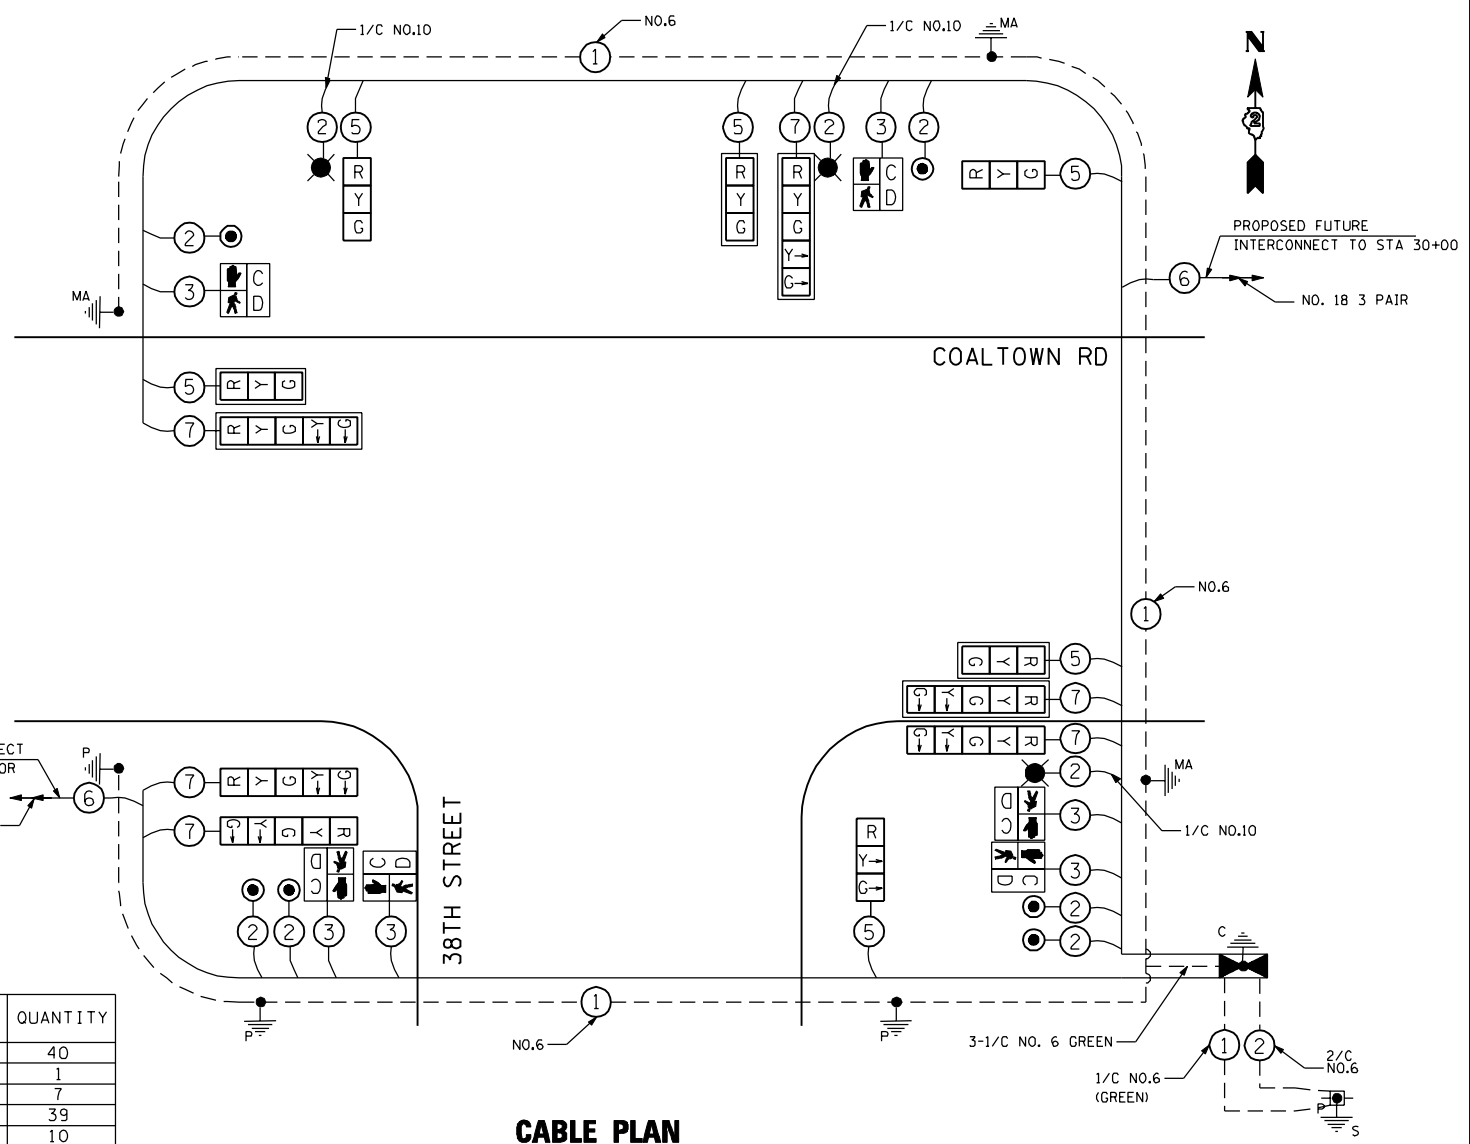 1/C NO.10
NO.6
1
1/C NO.10
MA
N
2
2
5
5
7
2
3
2
R
Y
G
R
Y
G
R
Y
G
Y→
G→
C
D
R Y G
5
2
3
C
D
MA
PROPOSED FUTURE
INTERCONNECT TO STA 30+00
6
NO. 18 3 PAIR
COALTOWN RD
5
R Y G
7
R Y G Y→ G→
NO.6
1
G Y R
5
G→ Y→ G Y R
7
G→ Y→ G Y R
7
2
MA
1/C NO.10
D
C
3
D C
3
2
2
ECT
OR
P
6
7
R Y G Y→ G→
7
G→ Y→ G Y R
D
C
C D
2
2
3
3
38TH STREET
R
Y→
G→
5
C
P
1
NO.6
P
3-1/C NO. 6 GREEN
1/C NO.6
(GREEN)
1
2
2/C
NO.6
P
S
QUANTITY
40
1
7
39
10
CABLE PLAN